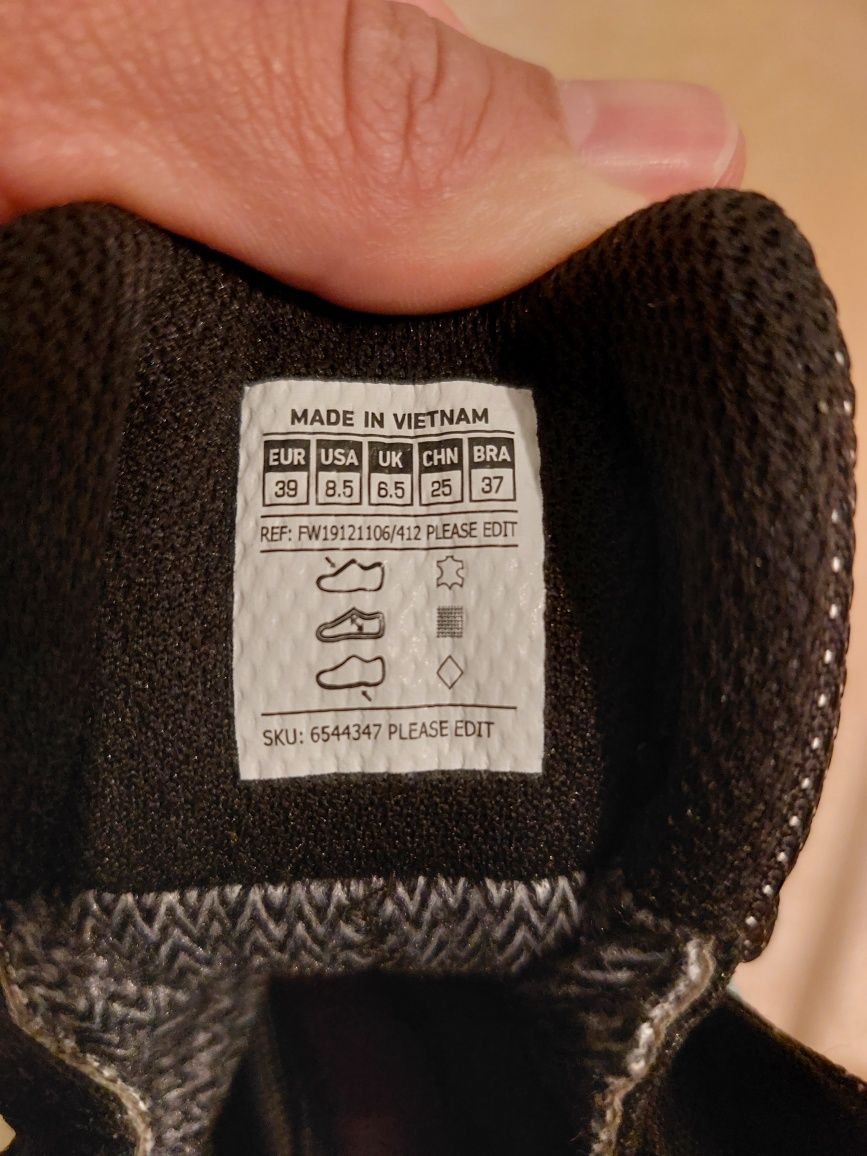 MADE IN VIETNAM
EUR USA UK CHN BRA
39 8.5 6.5 25 37
REF: FW19121106/412 PLEASE EDIT
SKU: 6544347 PLEASE EDIT